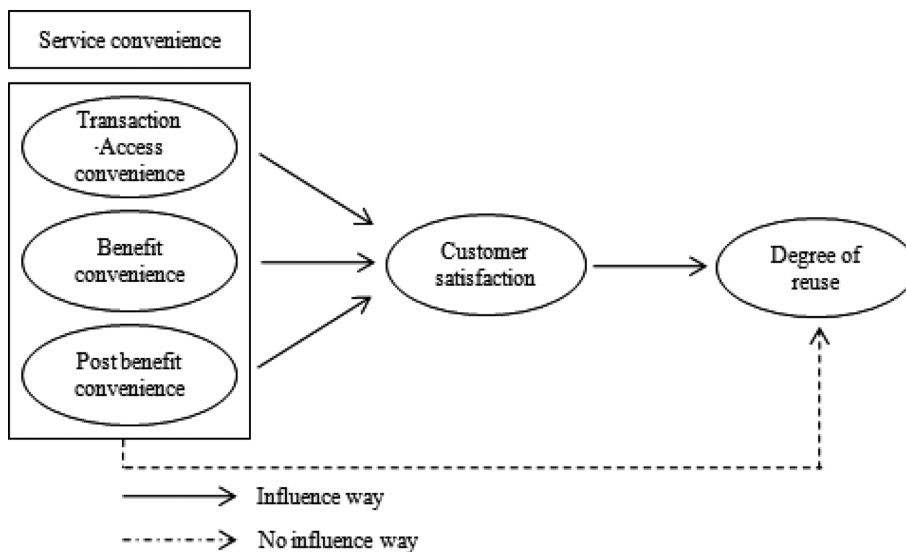 Service convenience
Transaction
-Access
convenience
Benefit
convenience
Post benefit
convenience
Customer
satisfaction
Degree of
reuse
Influence way
No influence way